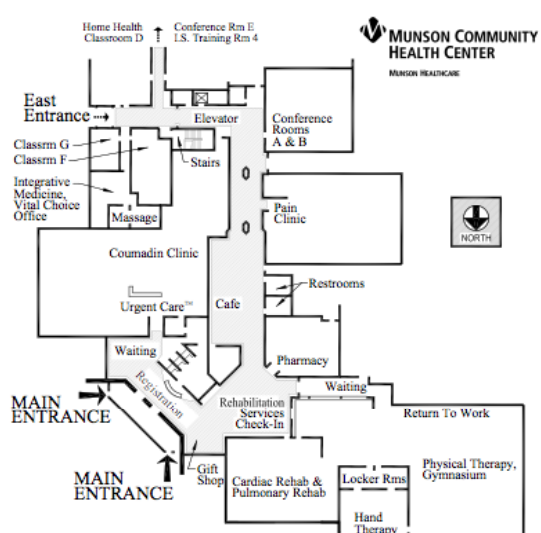 Home Health
Classroom D
Conference Rm E
I.S. Training Rm 4
MUNSON COMMUNITY
HEALTH CENTER
MUNSON HEALTHCARE
East
Entrance
Elevator
Conference
Rooms
A & B
Classrm G
Classrm F
Stairs
Integrative
Medicine,
Vital Choice
Office
Massage
Pain
Clinic
NORTH
Coumadin Clinic
Restrooms
Urgent Care™
Cafe
Waiting
Pharmacy
Registration
Waiting
MAIN
ENTRANCE
Rehabilitation
Services
Check-In
Return To Work
MAIN
ENTRANCE
Gift
Shop
Cardiac Rehab &
Pulmonary Rehab
Locker Rms
Physical Therapy,
Gymnasium
Hand
Therapy